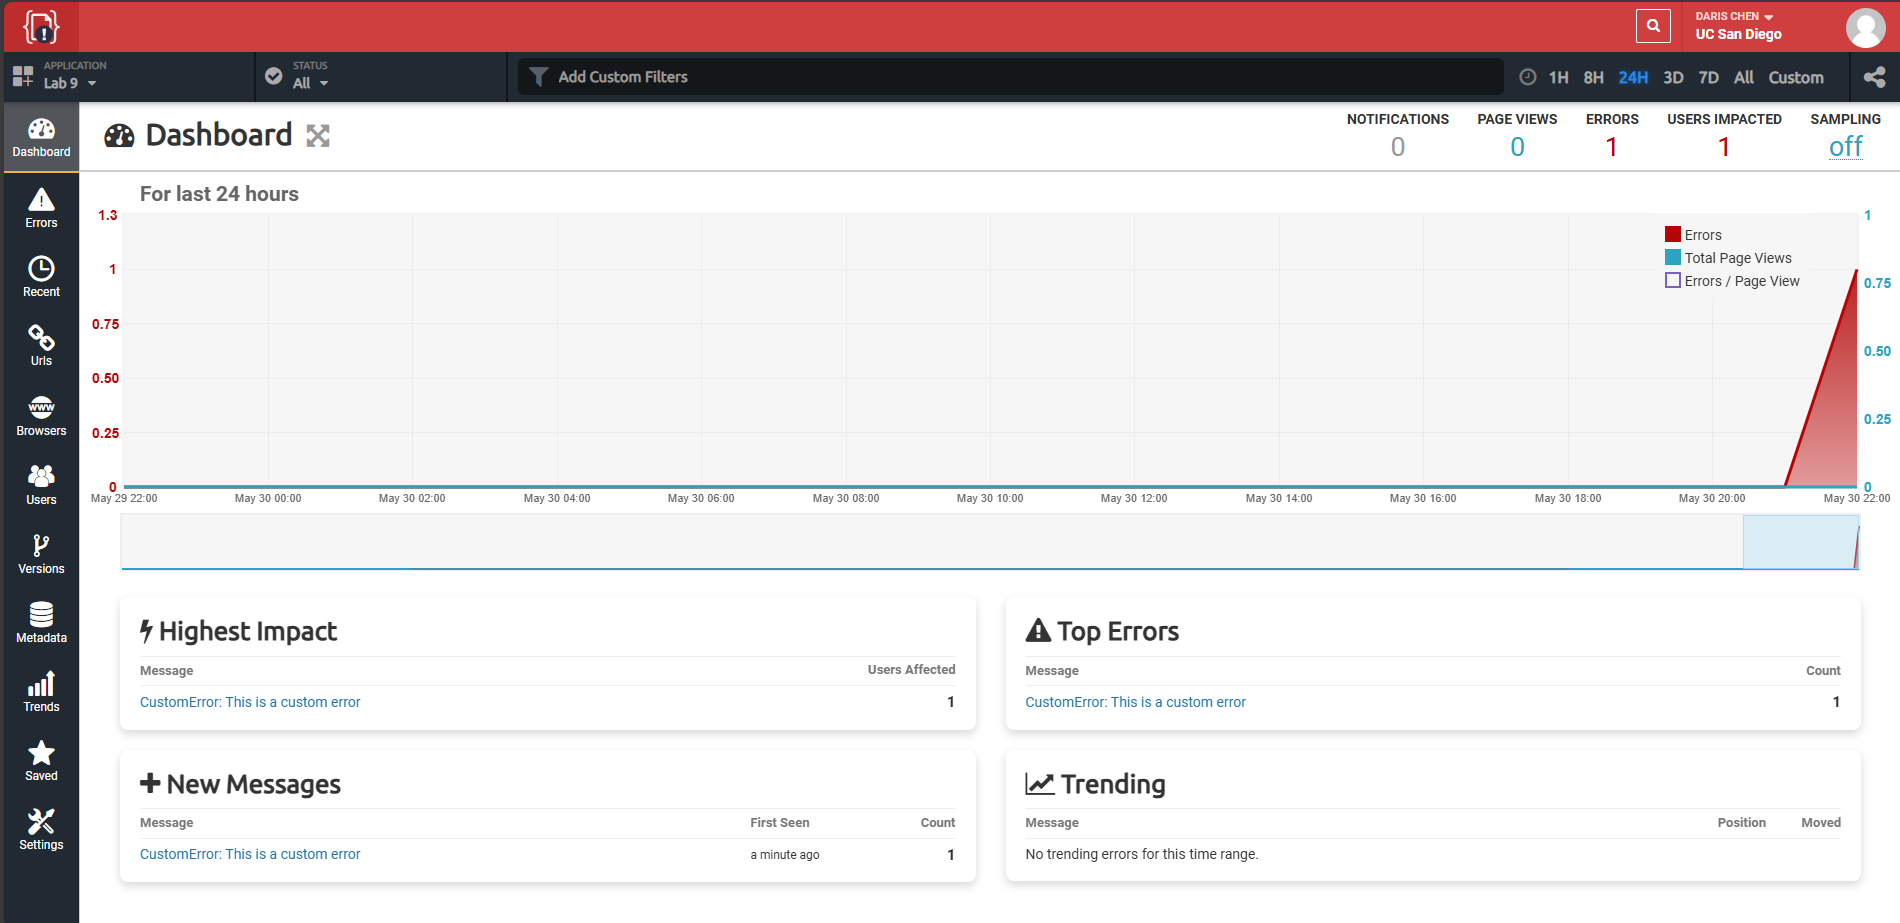 DARIS CHEN
UC San Diego
APPLICATION
Lab 9
STATUS
All
Add Custom Filters
1H 8H 24H 3D 7D All Custom
Dashboard
Errors
Recent
Urls
www
Browsers
Users
Versions
Metadata
Trends
Saved
Settings
Dashboard
NOTIFICATIONS PAGE VIEWS ERRORS USERS IMPACTED SAMPLING
0 0 1 1 off
For last 24 hours
1.3
1
0.75
0.50
0.25
0
1
0.75
0.50
0.25
0
Errors
Total Page Views
Errors / Page View
May 29 22:00 May 30 00:00 May 30 02:00 May 30 04:00 May 30 06:00 May 30 08:00 May 30 10:00 May 30 12:00 May 30 14:00 May 30 16:00 May 30 18:00 May 30 20:00 May 30 22:00
Highest Impact
Message Users Affected
CustomError: This is a custom error 1
Top Errors
Message Count
CustomError: This is a custom error 1
New Messages
Message First Seen Count
CustomError: This is a custom error a minute ago 1
Trending
Message Position Moved
No trending errors for this time range.